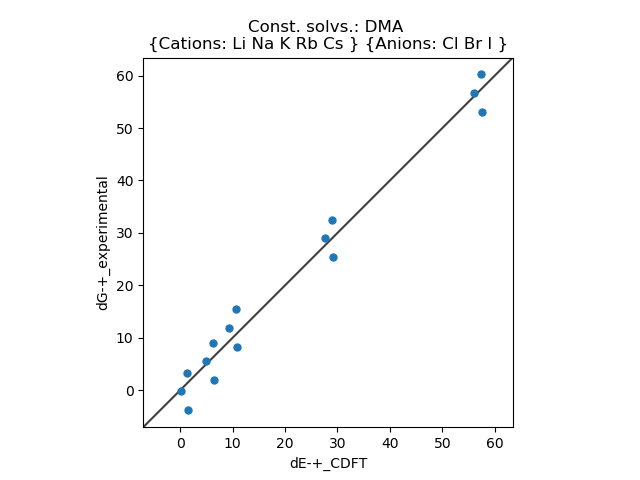 Const. solvs.: DMA
{Cations: Li Na K Rb Cs } {Anions: Cl Br I }
60
50
40
30
20
10
0
dG-+_experimental
0 10 20 30 40 50 60
dE-+_CDFT